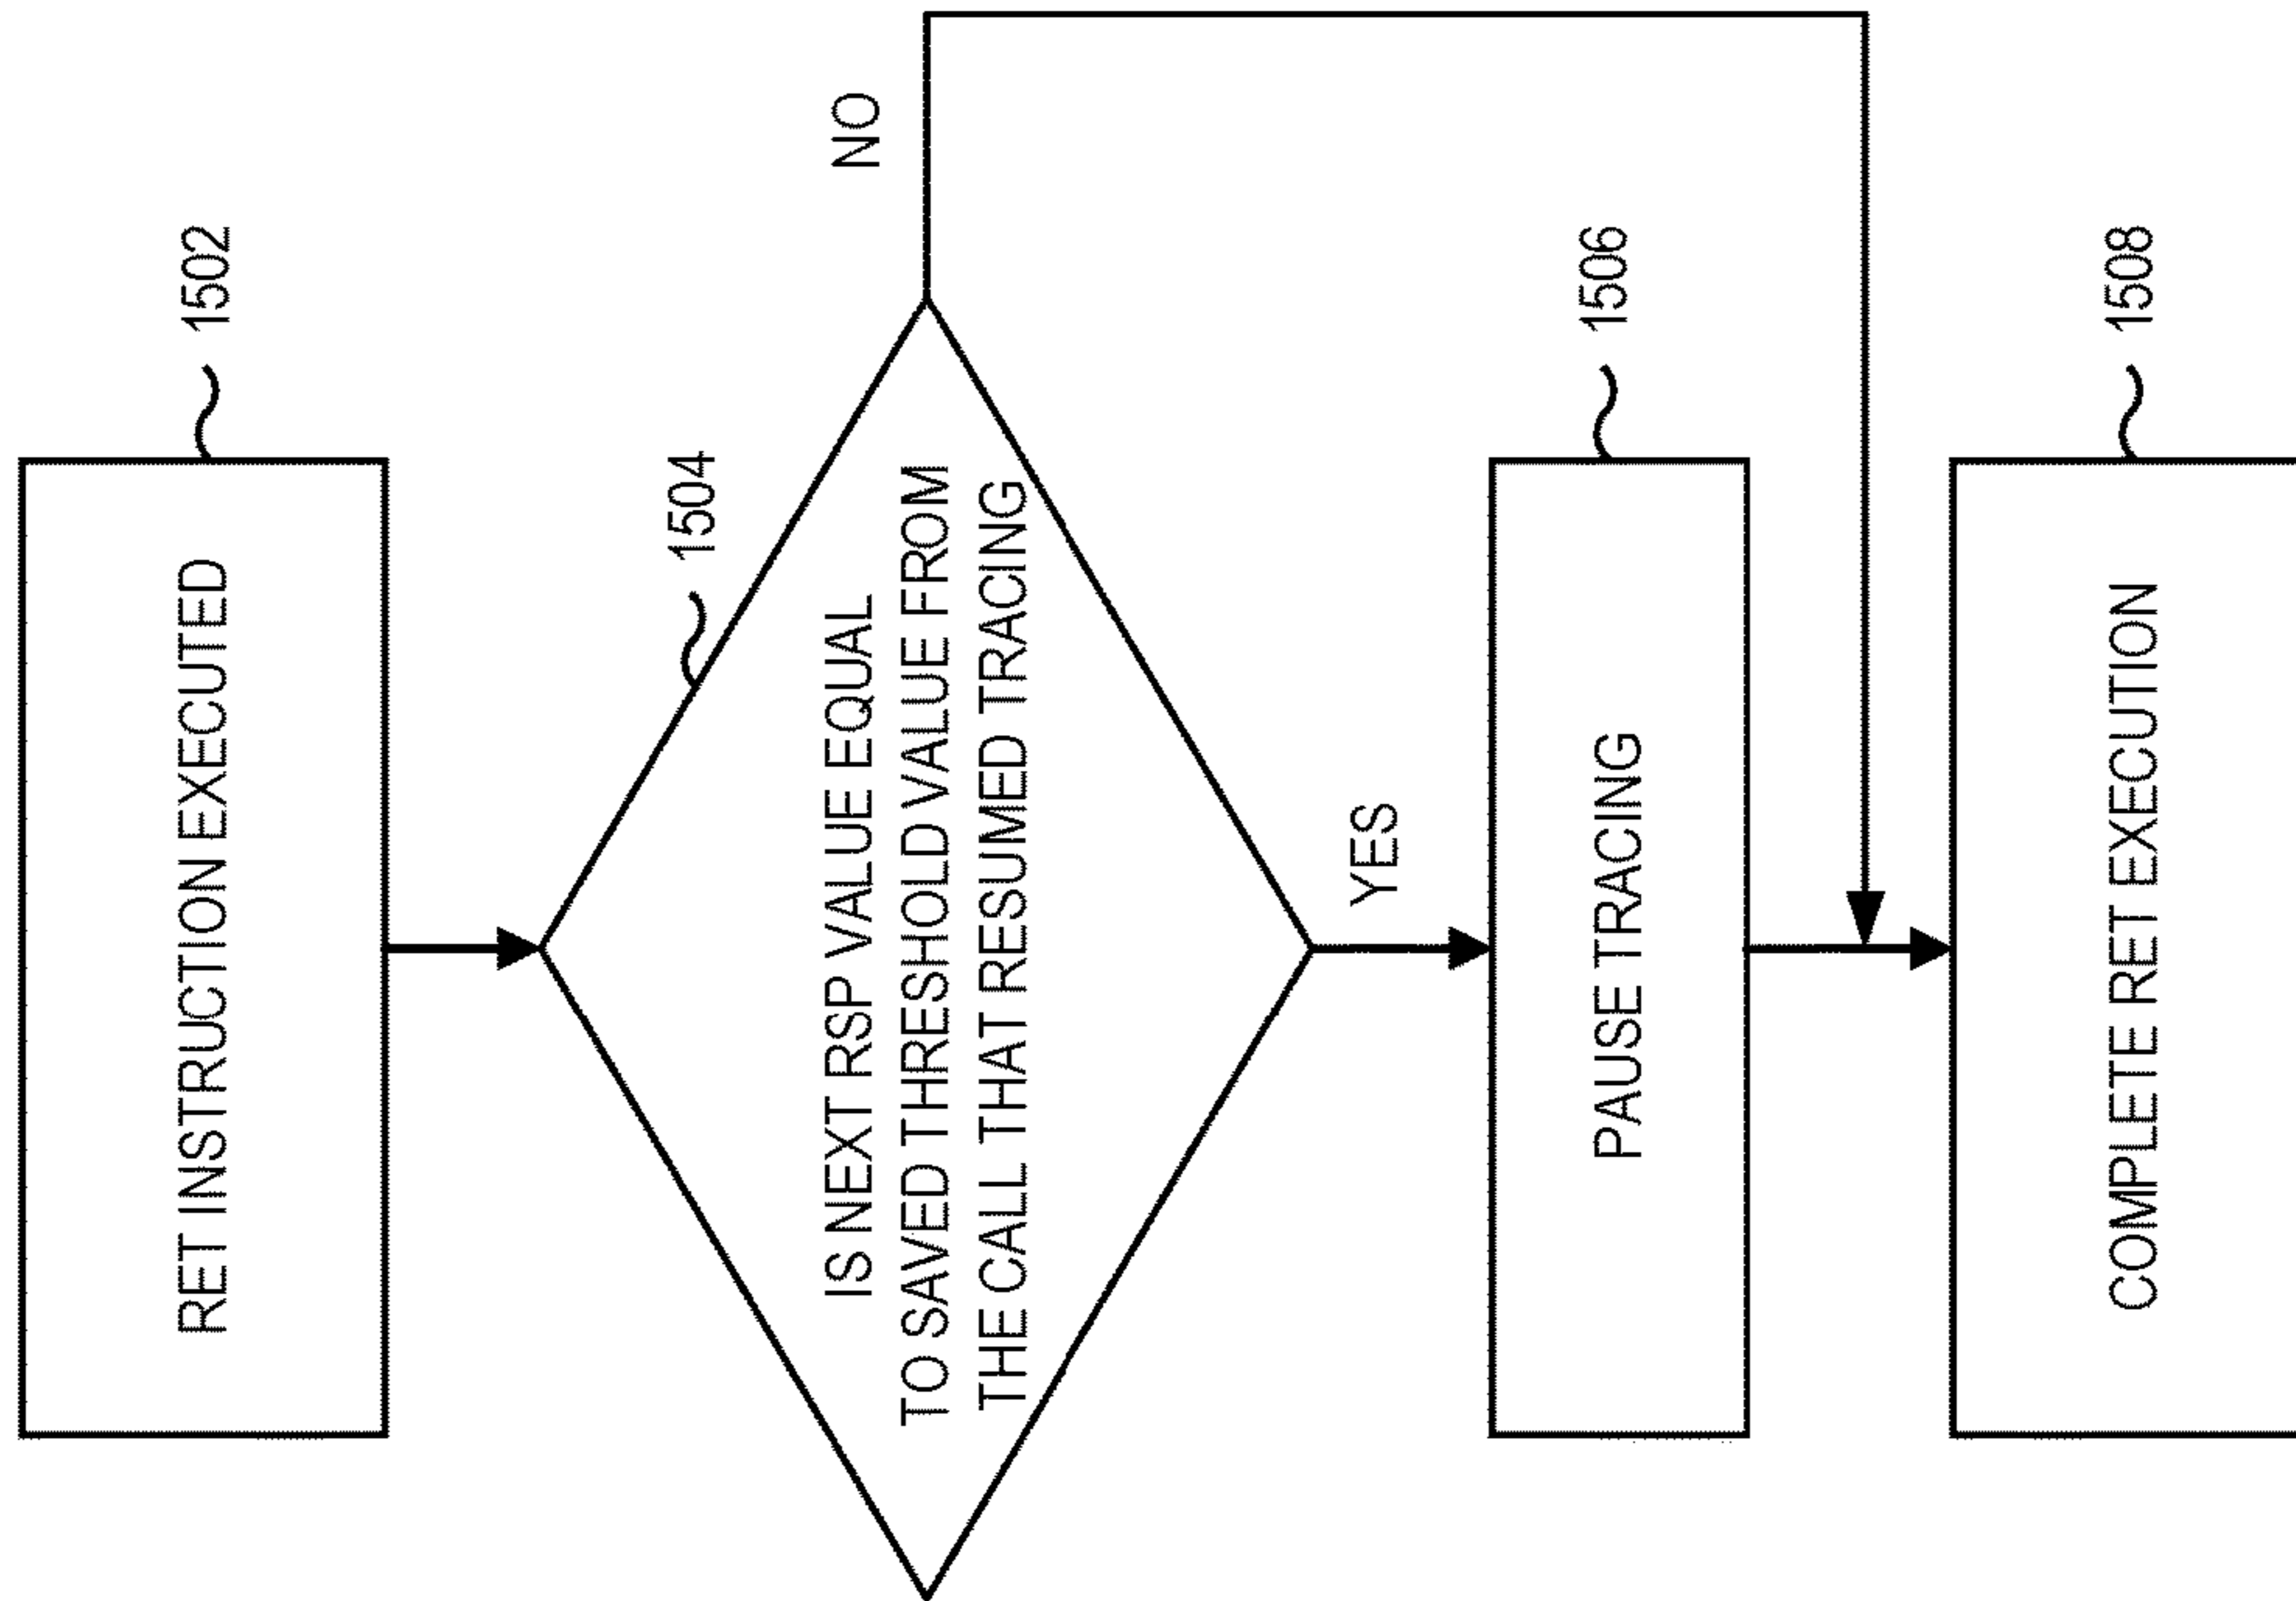 RET INSTRUCTION EXECUTED
1502
1504
IS NEXT RSP VALUE EQUAL
TO SAVED THRESHOLD VALUE FROM
THE CALL THAT RESUMED TRACING
NO
YES
PAUSE TRACING
1506
COMPLETE RET EXECUTION
1508